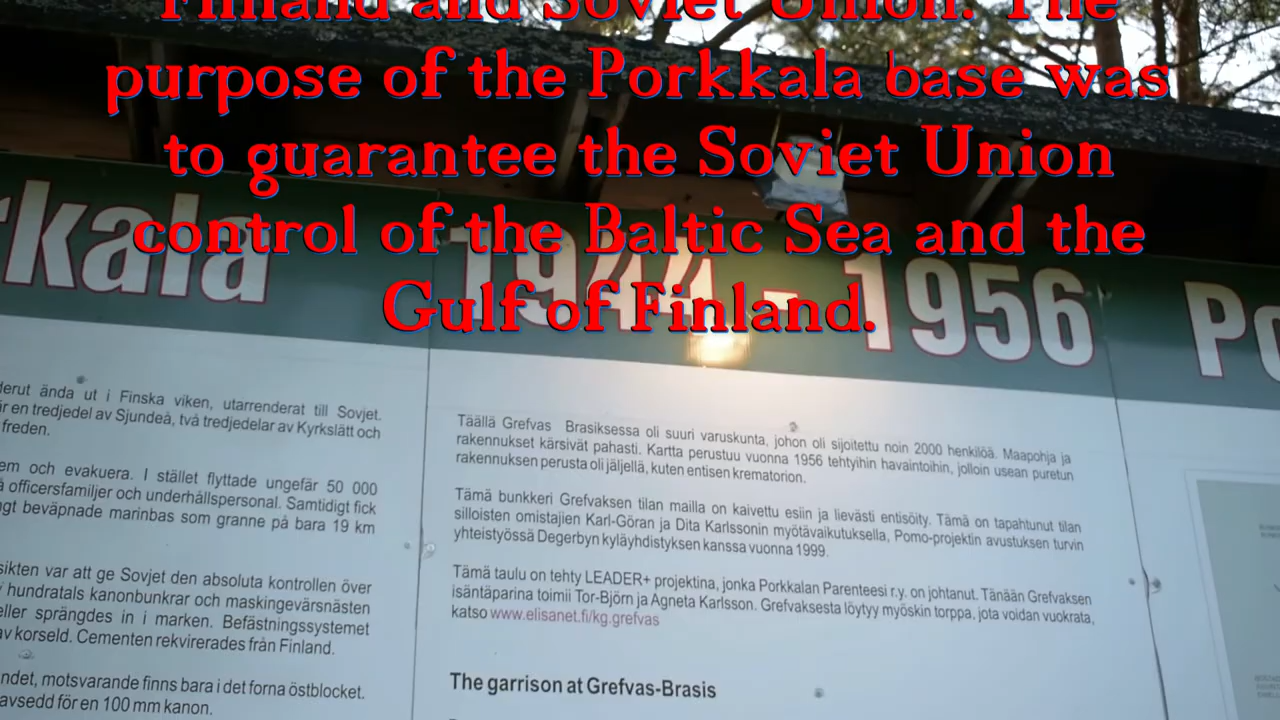 Finland and Soviet Union. The
purpose of the Porkkala base was
to guarantee the Soviet Union
control of the Baltic Sea and the
Gulf of Finland.
rkala
1944 - 1956
Po
derut ända ut i Finska viken, utarrenderat till Sovjet.
är en tredjedel av Sjundeå, två tredjedelar av Kyrkslätt och
freden.
em och evakuera. I stället flyttade ungefär 50 000
å officersfamiljer och underhållspersonal. Samtidigt fick
ngt beväpnade marinbas som granne på bara 19 km
sikten var att ge Sovjet den absoluta kontrollen över
v hundratals kanonbunkrar och maskingevärsnästen
eller sprängdes in i marken. Befästningssystemet
av korseld. Cementen rekvirerades från Finland.
ndet, motsvarande finns bara i det forna östblocket.
avsedd för en 100 mm kanon.
Täällä Grefvas Brasiksessa oli suuri varuskunta, johon oli sijoitettu noin 2000 henkilöä. Maapohja ja
rakennukset kärsivät pahasti. Kartta perustuu vuonna 1956 tehtyihin havaintoihin, jolloin usean puretun
rakennuksen perusta oli jäljellä, kuten entisen krematorion.
Tämä bunkkeri Grefvaksen tilan mailla on kaivettu esiin ja lievästi entisöity. Tämä on tapahtunut tilan
silloisten omistajien Karl-Göran ja Dita Karlssonin myötävaikutuksella, Pomo-projektin avustuksen turvin
yhteistyössä Degerbyn kyläyhdistyksen kanssa vuonna 1999.
Tämä taulu on tehty LEADER+ projektina, jonka Porkkalan Parenteesi r.y. on johtanut. Tänään Grefvaksen
isäntäparina toimii Tor-Björn ja Agneta Karlsson. Grefvaksesta löytyy myöskin torppa, jota voidan vuokrata,
katso www.elisanet.fi/kg.grefvas
The garrison at Grefvas-Brasis